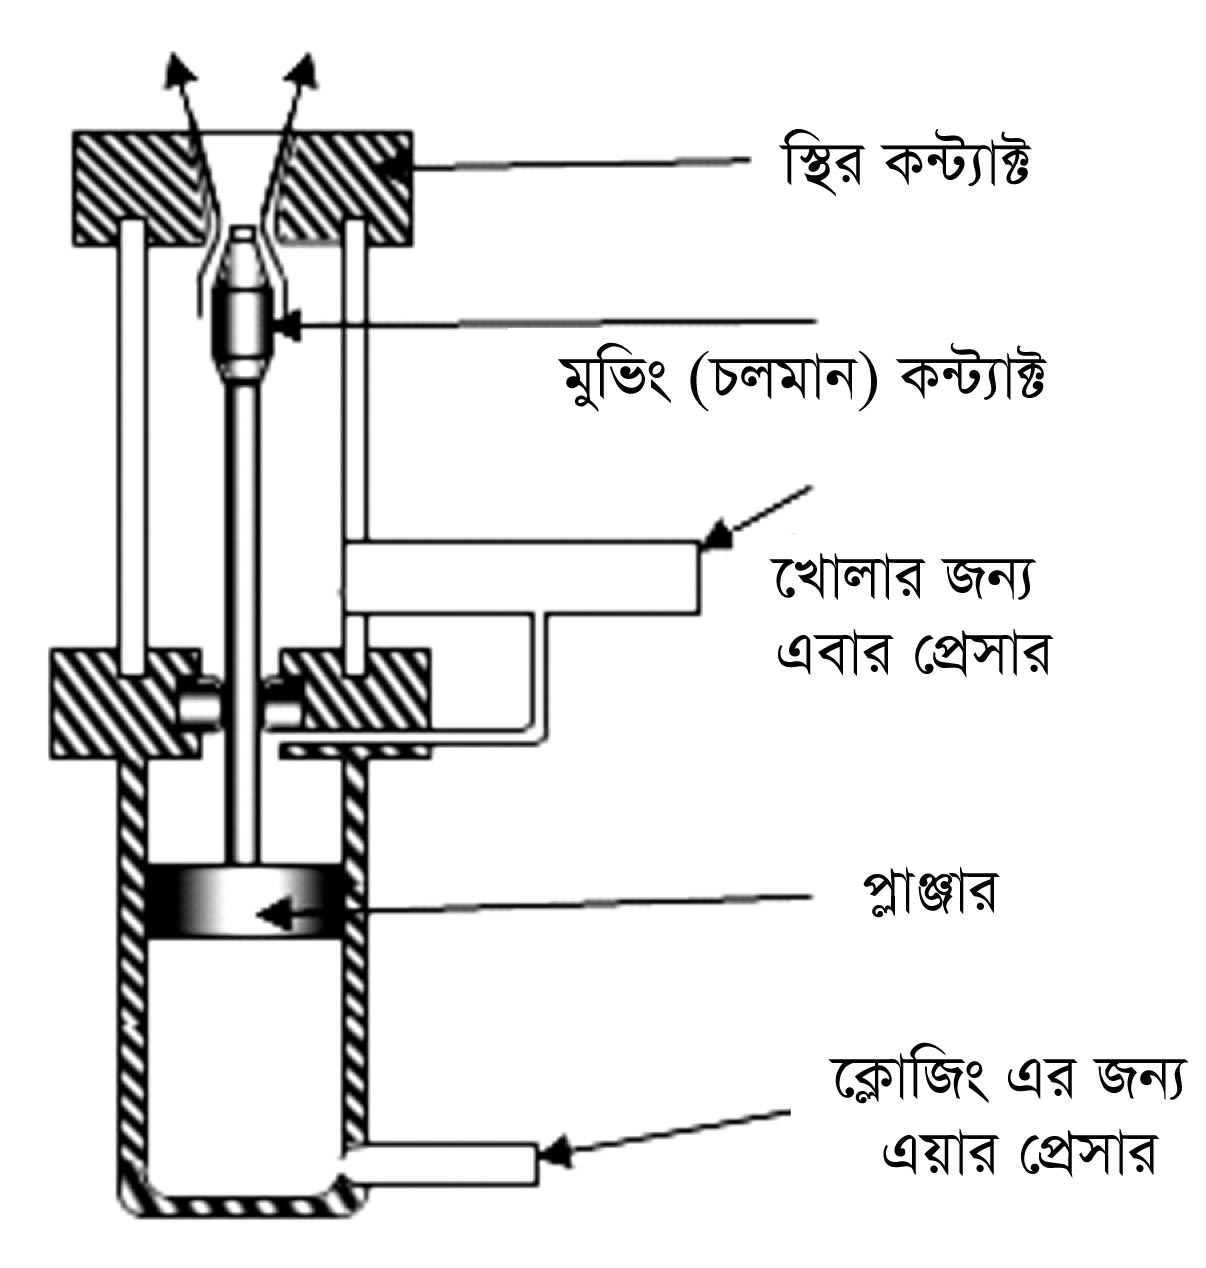 স্থির কন্ট্যাক্ট
মুভিং (চলমান) কন্ট্যাক্ট
খোলার জন্য
এবার প্রেসার
প্লাঞ্জার
ক্লোজিং এর জন্য
এয়ার প্রেসার